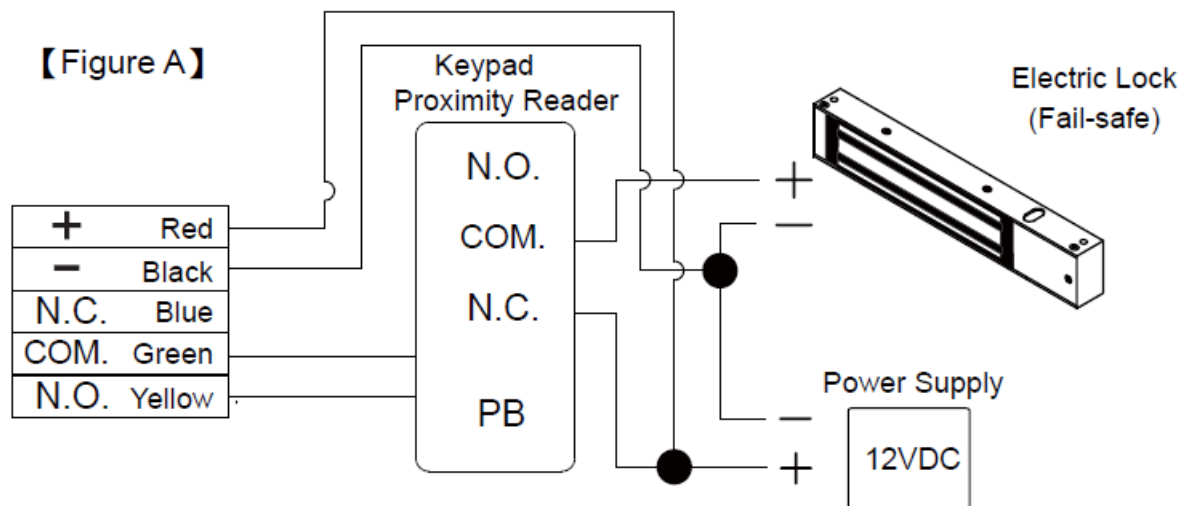 【Figure A】
Keypad
Proximity Reader
Electric Lock
(Fail-safe)
+ Red
− Black
N.C. Blue
COM. Green
N.O. Yellow
N.O.
COM.
N.C.
PB
+
−
Power Supply
−
+
12VDC